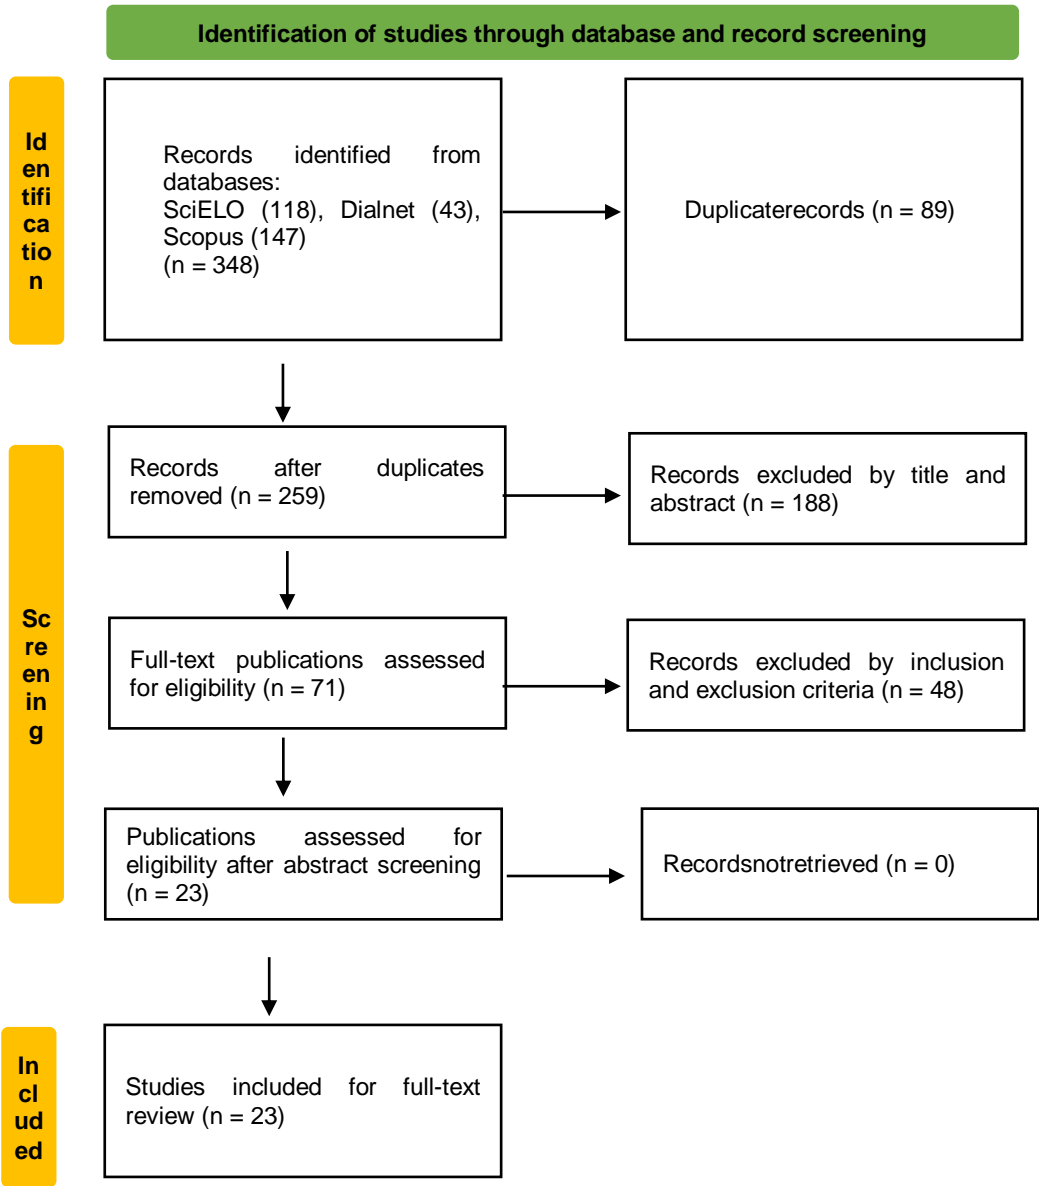 Identification of studies through database and record screening
Id
en
tifi
ca
tio
n
Records identified from
databases:
SciELO (118), Dialnet (43),
Scopus (147)
(n = 348)
Duplicaterecords (n = 89)
Sc
re
en
in
g
Records after duplicates
removed (n = 259)
Records excluded by title and
abstract (n = 188)
Full-text publications assessed
for eligibility (n = 71)
Records excluded by inclusion
and exclusion criteria (n = 48)
Publications assessed for
eligibility after abstract screening
(n = 23)
Recordsnotretrieved (n = 0)
In
cl
ud
ed
Studies included for full-text
review (n = 23)